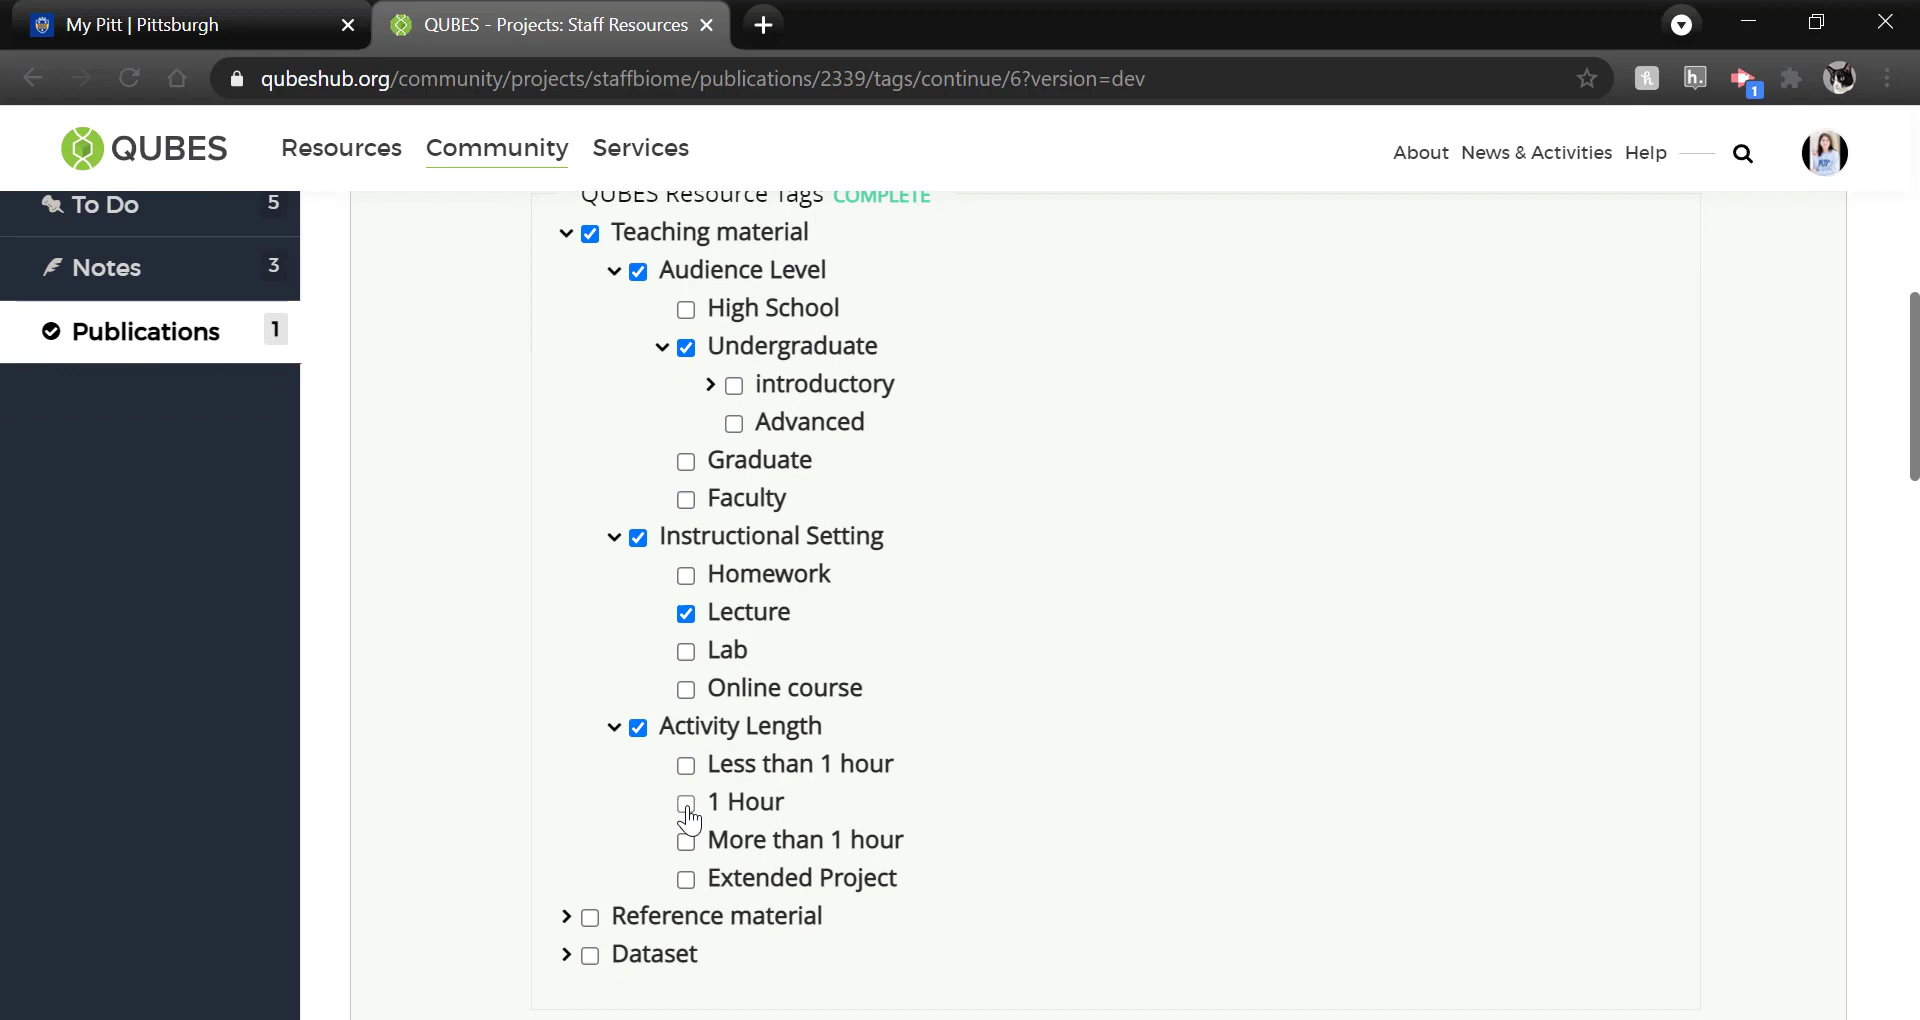 My Pitt | Pittsburgh
QUBES - Projects: Staff Resources
qubeshub.org/community/projects/staffbiome/publications/2339/tags/continue/6?version=dev
h
h.
1
QUBES
Resources
Community
Services
About
News & Activities
Help
To Do 5
Notes 3
Publications 1
QUBES Resource Tags COMPLETE
Teaching material
Audience Level
High School
Undergraduate
introductory
Advanced
Graduate
Faculty
Instructional Setting
Homework
Lecture
Lab
Online course
Activity Length
Less than 1 hour
1 Hour
More than 1 hour
Extended Project
Reference material
Dataset